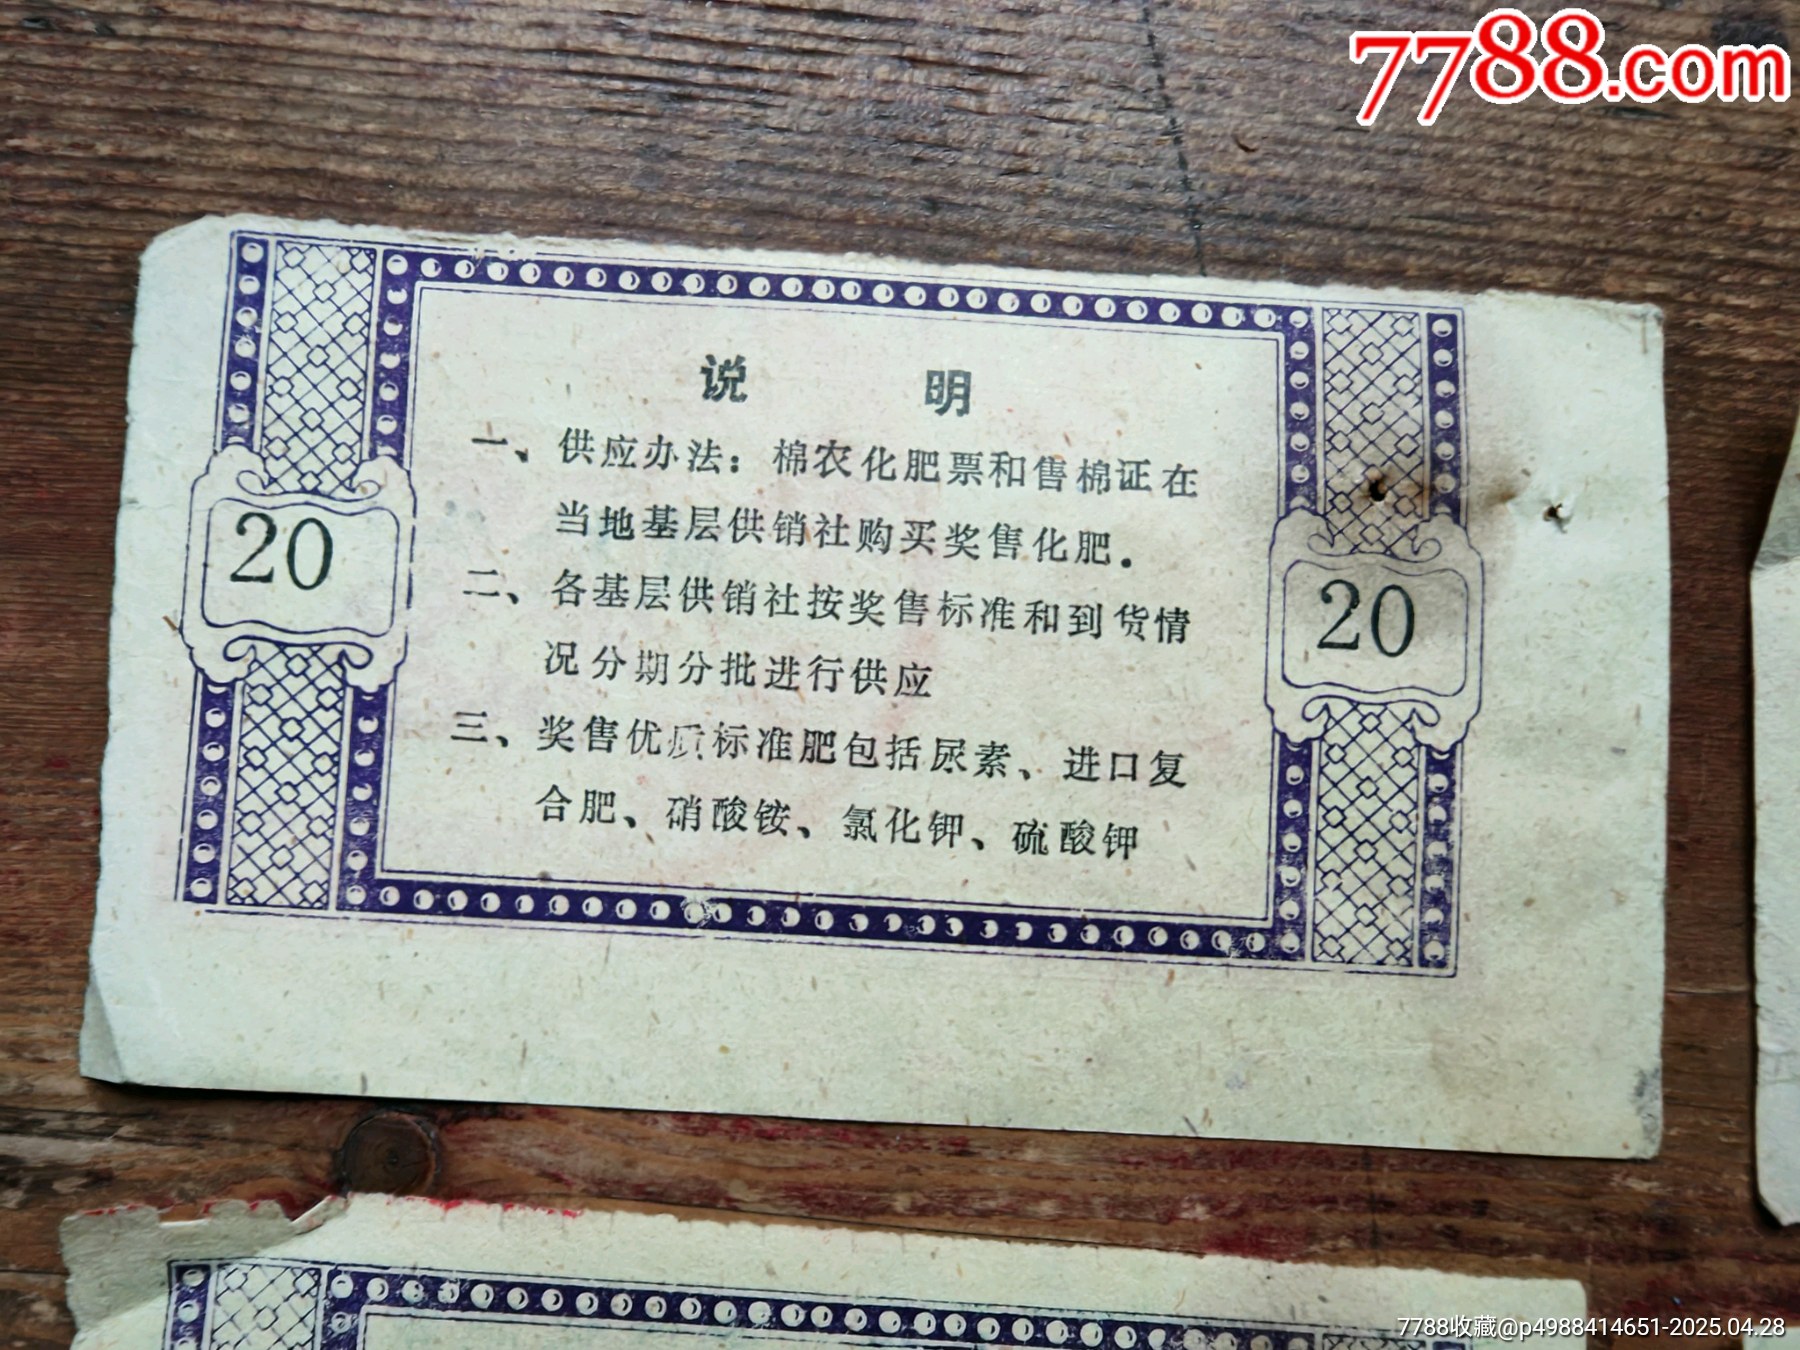 7788.com
说 明
一、供应办法：棉农化肥票和售棉证在
当地基层供销社购买奖售化肥．
二、各基层供销社按奖售标准和到货情
况分期分批进行供应
三、奖售优质标准肥包括尿素、进口复
合肥、硝酸铵、氯化钾、硫酸钾
20
20
7788收藏@p4988414651-2025.04.28